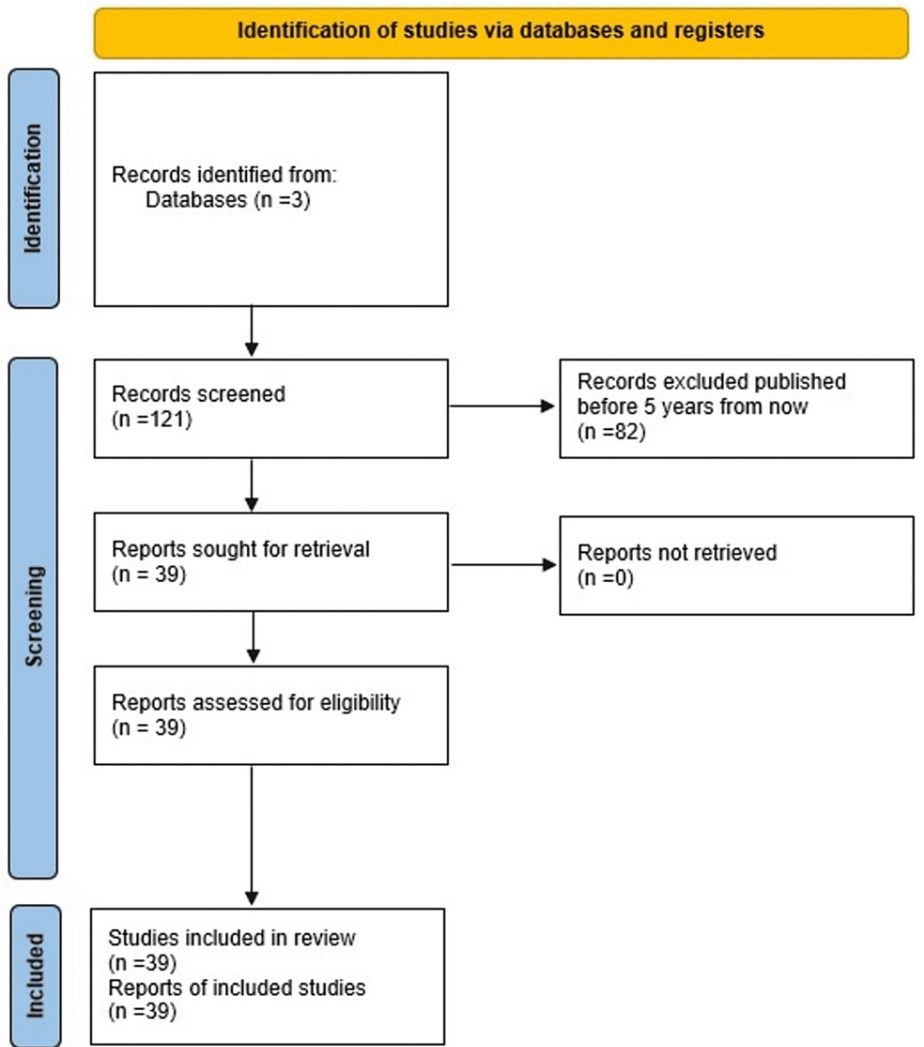 Identification of studies via databases and registers
Identification
Records identified from:
Databases (n =3)
Screening
Records screened
(n =121)
Records excluded published
before 5 years from now
(n =82)
Reports sought for retrieval
(n = 39)
Reports not retrieved
(n =0)
Reports assessed for eligibility
(n = 39)
Included
Studies included in review
(n =39)
Reports of included studies
(n =39)